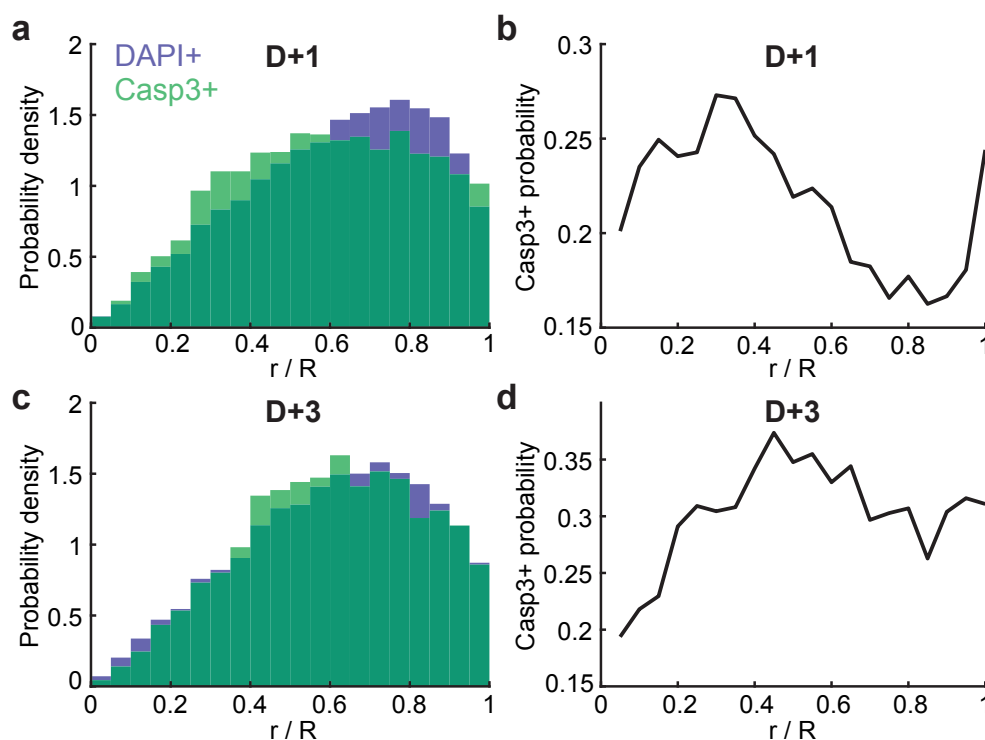 a
D+1
DAPI+
Casp3+
Probability density
2
1.5
1
0.5
0
0 0.2 0.4 0.6 0.8 1
r / R
b
D+1
Casp3+ probability
0.3
0.25
0.2
0.15
0 0.2 0.4 0.6 0.8 1
r / R
c
D+3
Probability density
2
1.5
1
0.5
0
0 0.2 0.4 0.6 0.8 1
r / R
d
D+3
Casp3+ probability
0.35
0.3
0.25
0.2
0.15
0 0.2 0.4 0.6 0.8 1
r / R